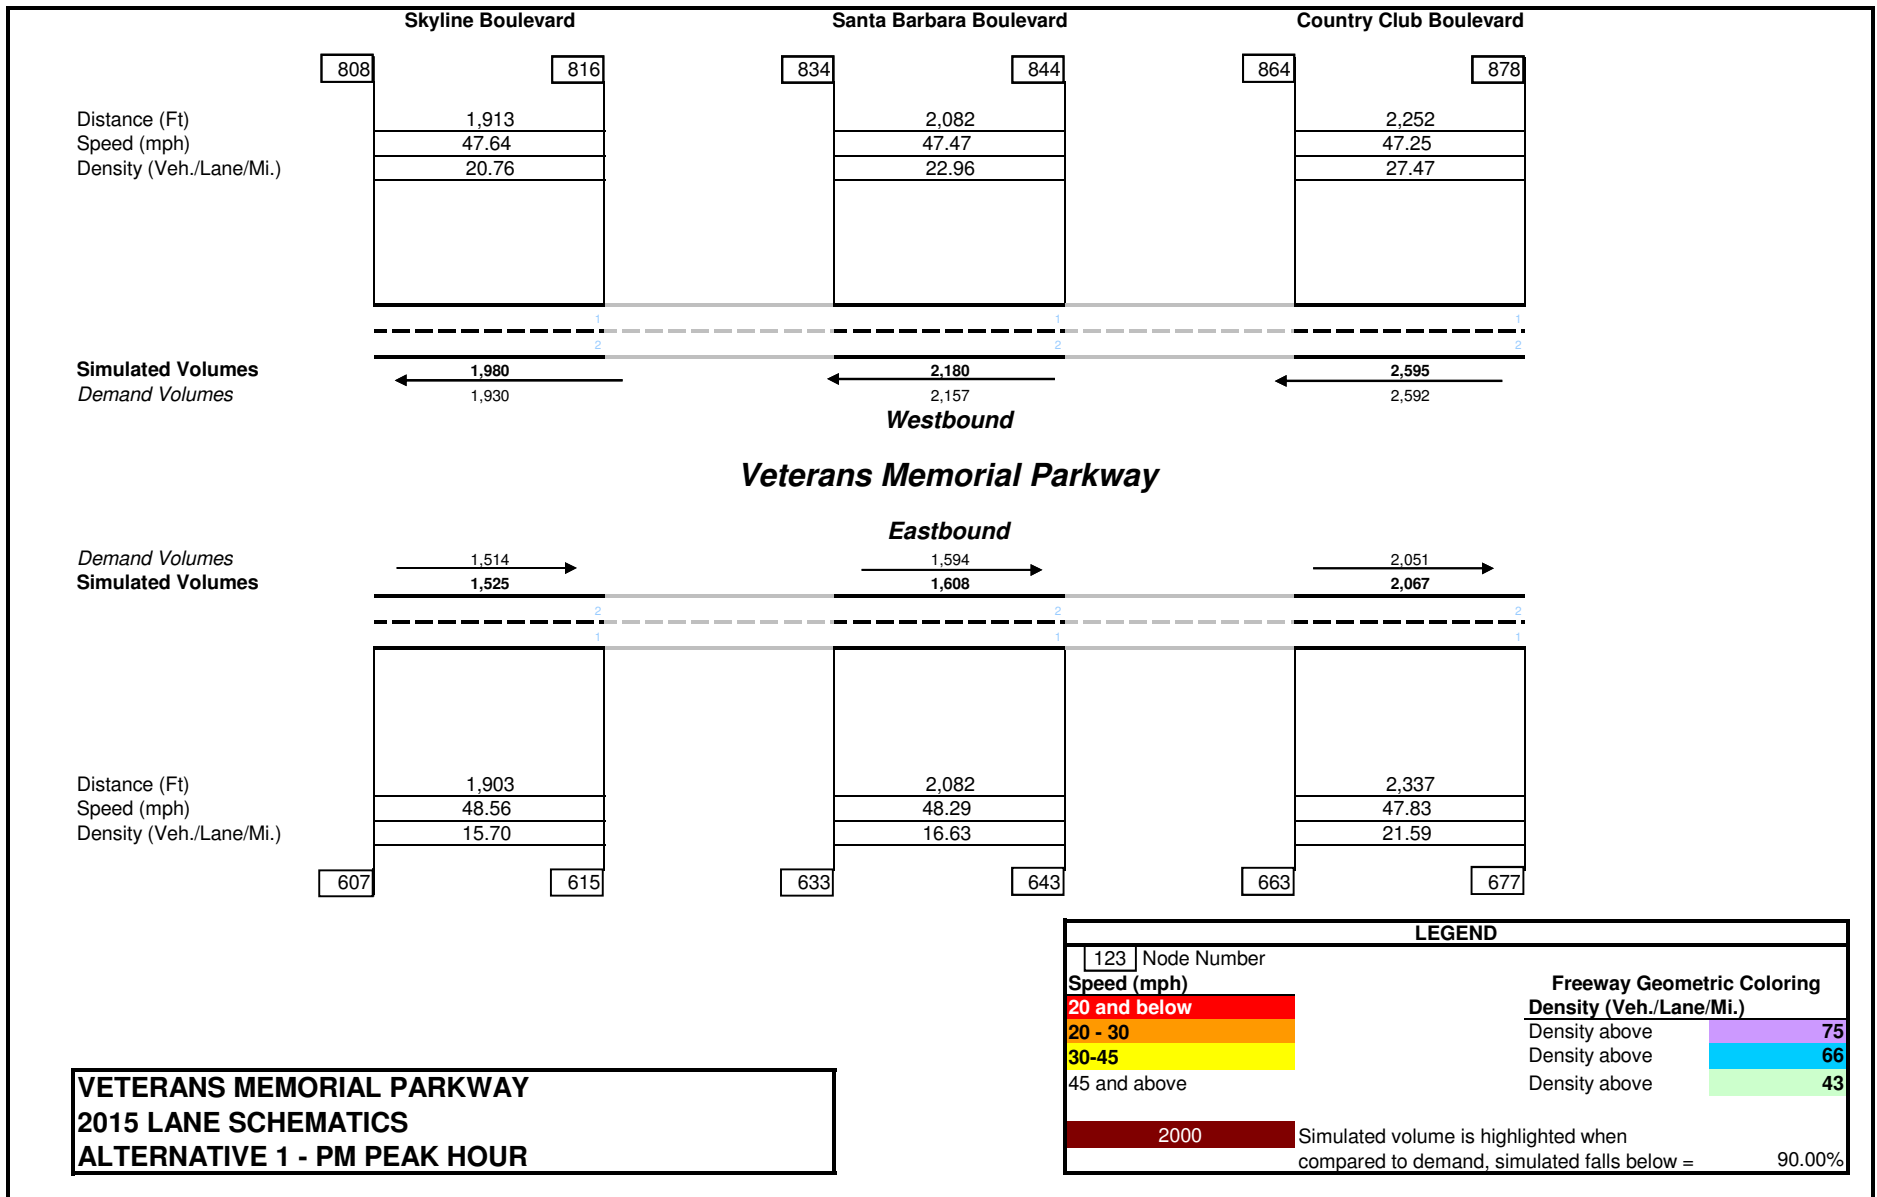 Skyline Boulevard Santa Barbara Boulevard Country Club Boulevard
808 816 834 844 864 878
Distance (Ft) 1,913 2,082 2,252
Speed (mph) 47.64 47.47 47.25
Density (Veh./Lane/Mi.) 20.76 22.96 27.47
1 1 1
2 2 2
Simulated Volumes 1,980 2,180 2,595
Demand Volumes 1,930 2,157 2,592
Westbound
Veterans Memorial Parkway
Eastbound
Demand Volumes 1,514 1,594 2,051
Simulated Volumes 1,525 1,608 2,067
2 2 2
1 1 1
Distance (Ft) 1,903 2,082 2,337
Speed (mph) 48.56 48.29 47.83
Density (Veh./Lane/Mi.) 15.70 16.63 21.59
607 615 633 643 663 677
LEGEND
123 Node Number
Speed (mph) Freeway Geometric Coloring
20 and below Density (Veh./Lane/Mi.)
20 - 30 Density above 75
30-45 Density above 66
45 and above Density above 43
2000 Simulated volume is highlighted when
compared to demand, simulated falls below = 90.00%
VETERANS MEMORIAL PARKWAY
2015 LANE SCHEMATICS
ALTERNATIVE 1 - PM PEAK HOUR